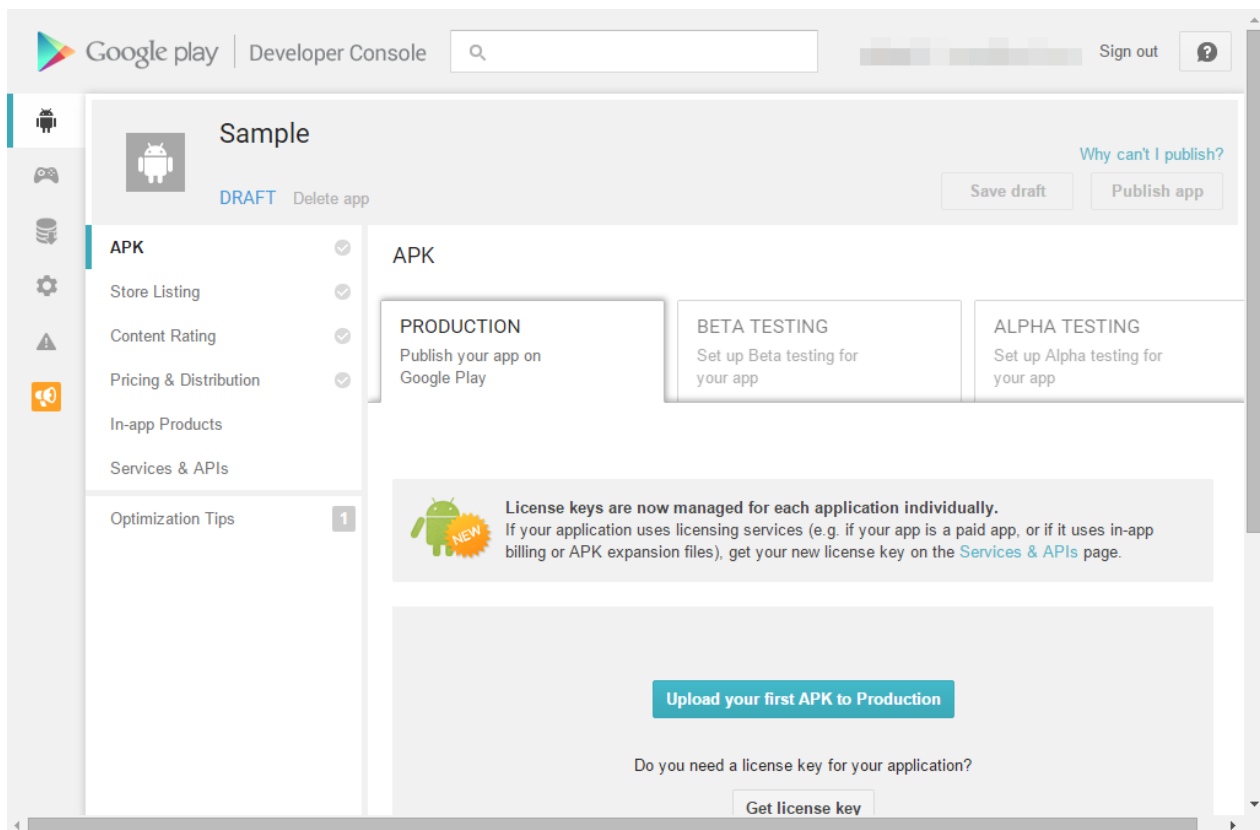 Google play | Developer Console
Sign out
Sample
Why can't I publish?
DRAFT Delete app
Save draft
Publish app
APK
Store Listing
Content Rating
Pricing & Distribution
In-app Products
Services & APIs
Optimization Tips 1
APK
PRODUCTION
Publish your app on
Google Play
BETA TESTING
Set up Beta testing for
your app
ALPHA TESTING
Set up Alpha testing for
your app
NEW
License keys are now managed for each application individually.
If your application uses licensing services (e.g. if your app is a paid app, or if it uses in-app
billing or APK expansion files), get your new license key on the Services & APIs page.
Upload your first APK to Production
Do you need a license key for your application?
Get license key